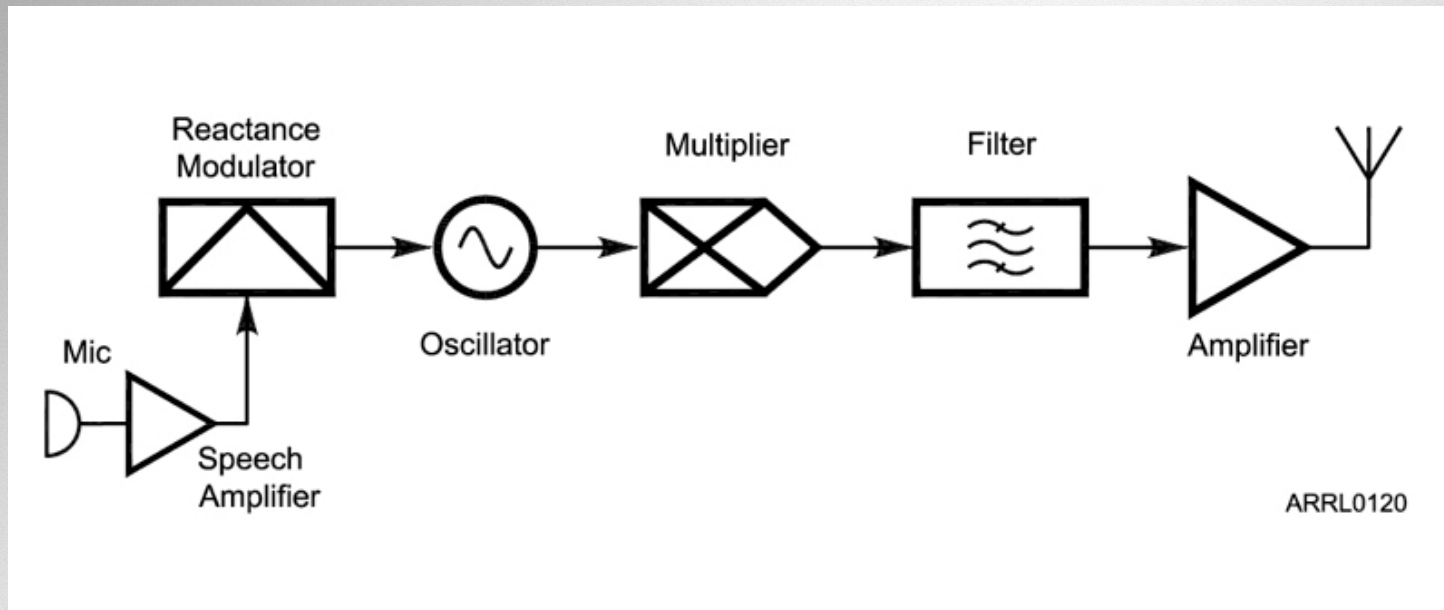 Reactance
Modulator
Multiplier
Filter
Oscillator
Amplifier
Mic
Speech
Amplifier
ARRL0120